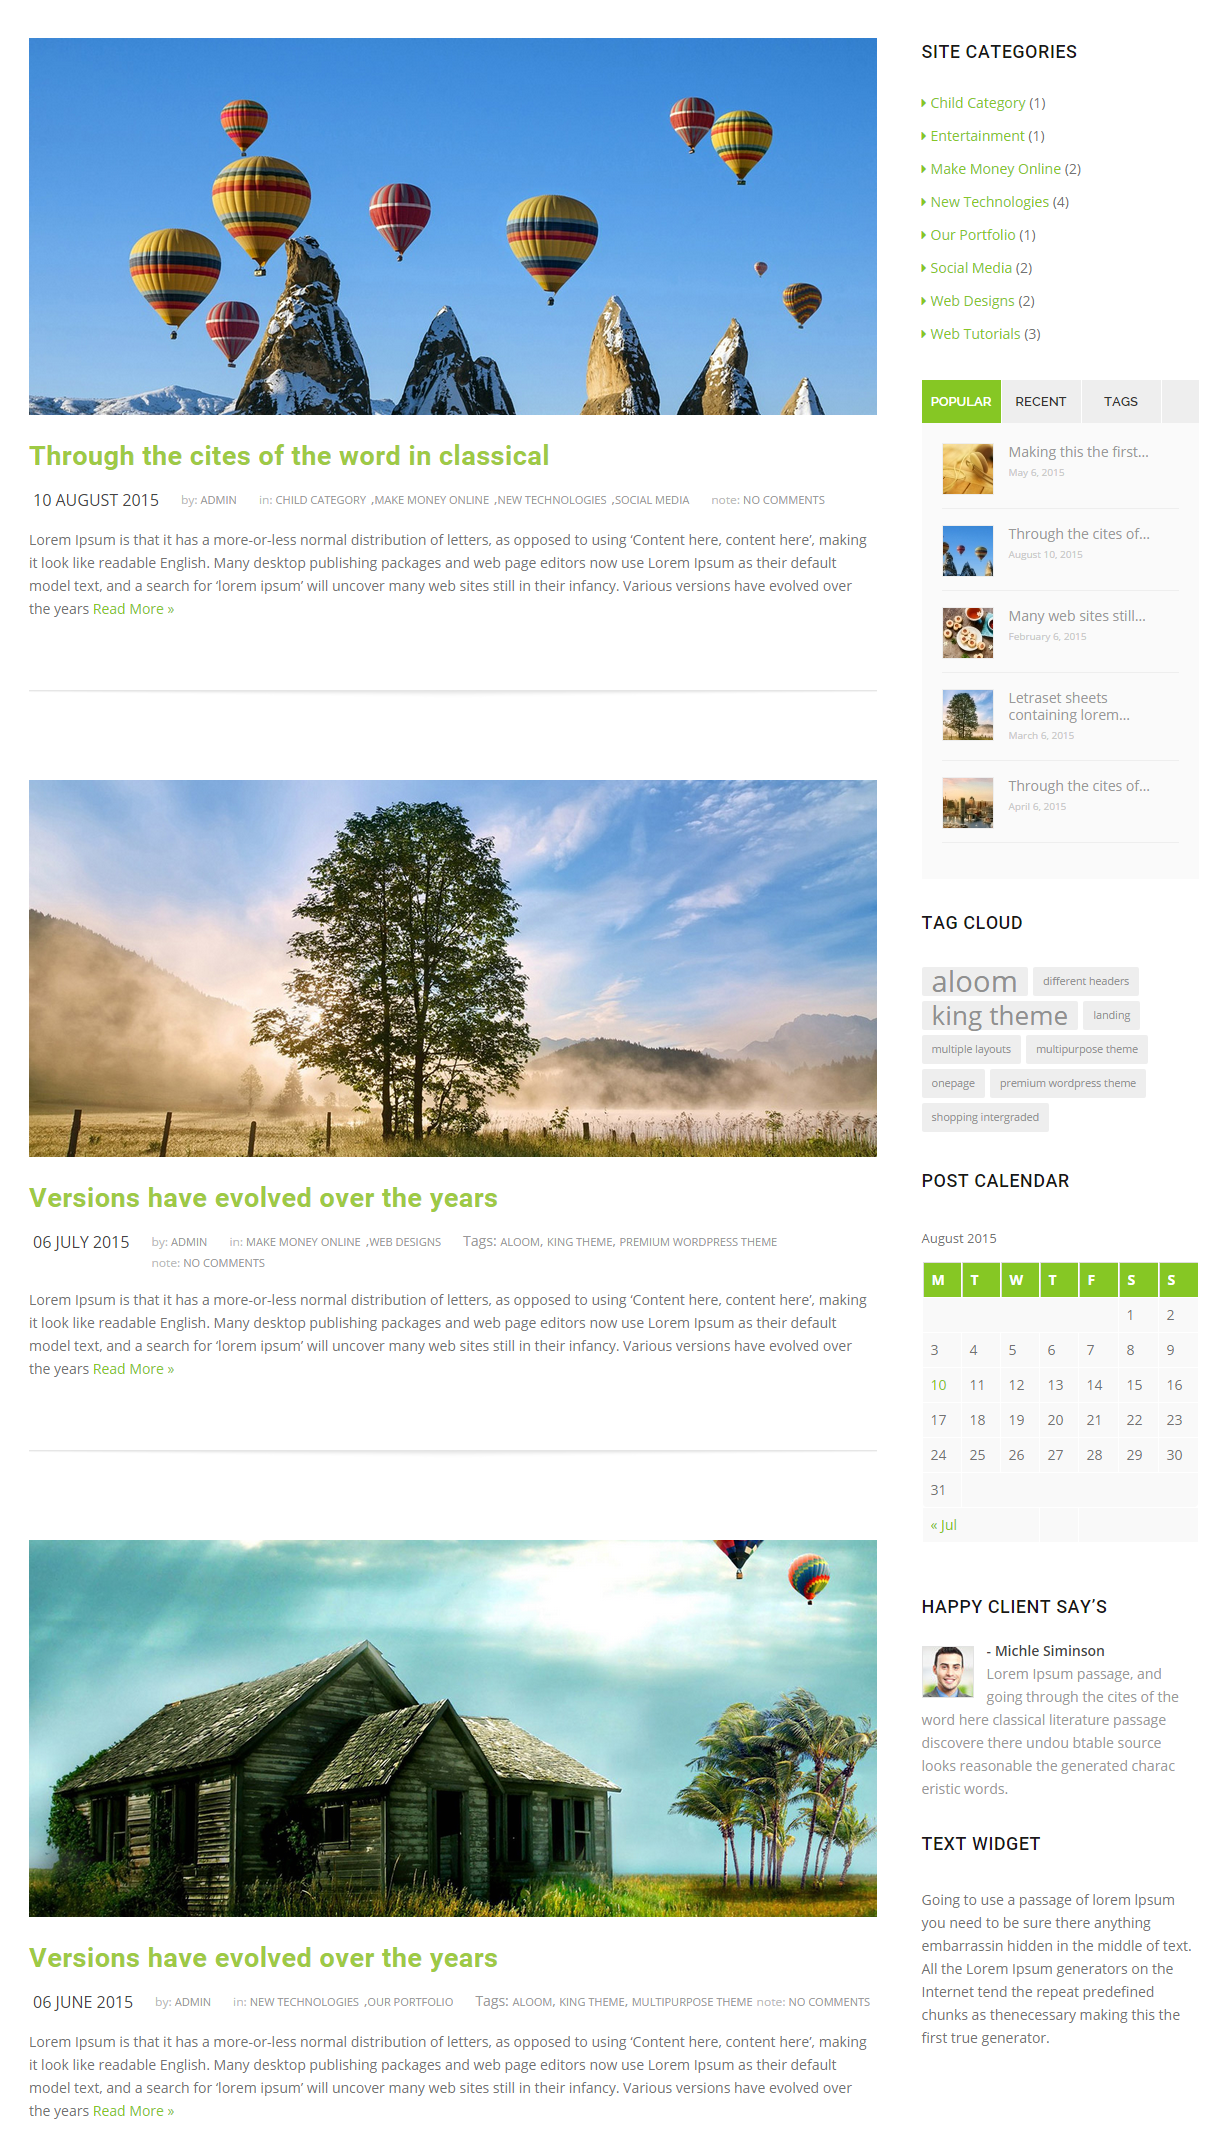 Through the cites of the word in classical
10 AUGUST 2015 by: ADMIN in: CHILD CATEGORY ,MAKE MONEY ONLINE ,NEW TECHNOLOGIES ,SOCIAL MEDIA note: NO COMMENTS
Lorem Ipsum is that it has a more-or-less normal distribution of letters, as opposed to using ‘Content here, content here’, making
it look like readable English. Many desktop publishing packages and web page editors now use Lorem Ipsum as their default
model text, and a search for ‘lorem ipsum’ will uncover many web sites still in their infancy. Various versions have evolved over
the years Read More »
Versions have evolved over the years
06 JULY 2015 by: ADMIN in: MAKE MONEY ONLINE ,WEB DESIGNS Tags: ALOOM, KING THEME, PREMIUM WORDPRESS THEME
note: NO COMMENTS
Lorem Ipsum is that it has a more-or-less normal distribution of letters, as opposed to using ‘Content here, content here’, making
it look like readable English. Many desktop publishing packages and web page editors now use Lorem Ipsum as their default
model text, and a search for ‘lorem ipsum’ will uncover many web sites still in their infancy. Various versions have evolved over
the years Read More »
Versions have evolved over the years
06 JUNE 2015 by: ADMIN in: NEW TECHNOLOGIES ,OUR PORTFOLIO Tags: ALOOM, KING THEME, MULTIPURPOSE THEME note: NO COMMENTS
Lorem Ipsum is that it has a more-or-less normal distribution of letters, as opposed to using ‘Content here, content here’, making
it look like readable English. Many desktop publishing packages and web page editors now use Lorem Ipsum as their default
model text, and a search for ‘lorem ipsum’ will uncover many web sites still in their infancy. Various versions have evolved over
the years Read More »
SITE CATEGORIES
Child Category (1)
Entertainment (1)
Make Money Online (2)
New Technologies (4)
Our Portfolio (1)
Social Media (2)
Web Designs (2)
Web Tutorials (3)
POPULAR RECENT TAGS
Making this the first...
May 6, 2015
Through the cites of...
August 10, 2015
Many web sites still...
February 6, 2015
Letraset sheets
containing lorem...
March 6, 2015
Through the cites of...
April 6, 2015
TAG CLOUD
aloom different headers
king theme landing
multiple layouts multipurpose theme
onepage premium wordpress theme
shopping intergraded
POST CALENDAR
August 2015
M T W T F S S
1 2
3 4 5 6 7 8 9
10 11 12 13 14 15 16
17 18 19 20 21 22 23
24 25 26 27 28 29 30
31
« Jul
HAPPY CLIENT SAY’S
- Michle Siminson
Lorem Ipsum passage, and
going through the cites of the
word here classical literature passage
discovere there undou btable source
looks reasonable the generated charac
eristic words.
TEXT WIDGET
Going to use a passage of lorem lpsum
you need to be sure there anything
embarrassin hidden in the middle of text.
All the Lorem Ipsum generators on the
Internet tend the repeat predefined
chunks as thenecessary making this the
first true generator.